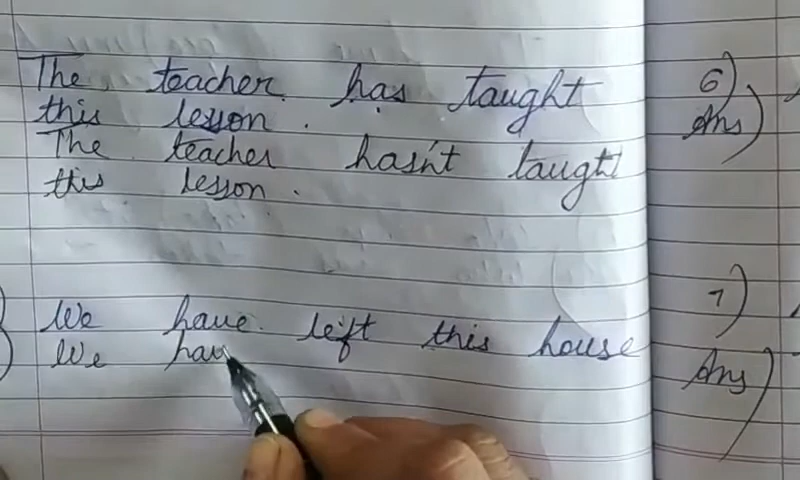 The teacher has taught
this lesson.
The teacher hasn't taught
this lesson.
We have left this house
We hav
6)
Ans)
7)
Ans)